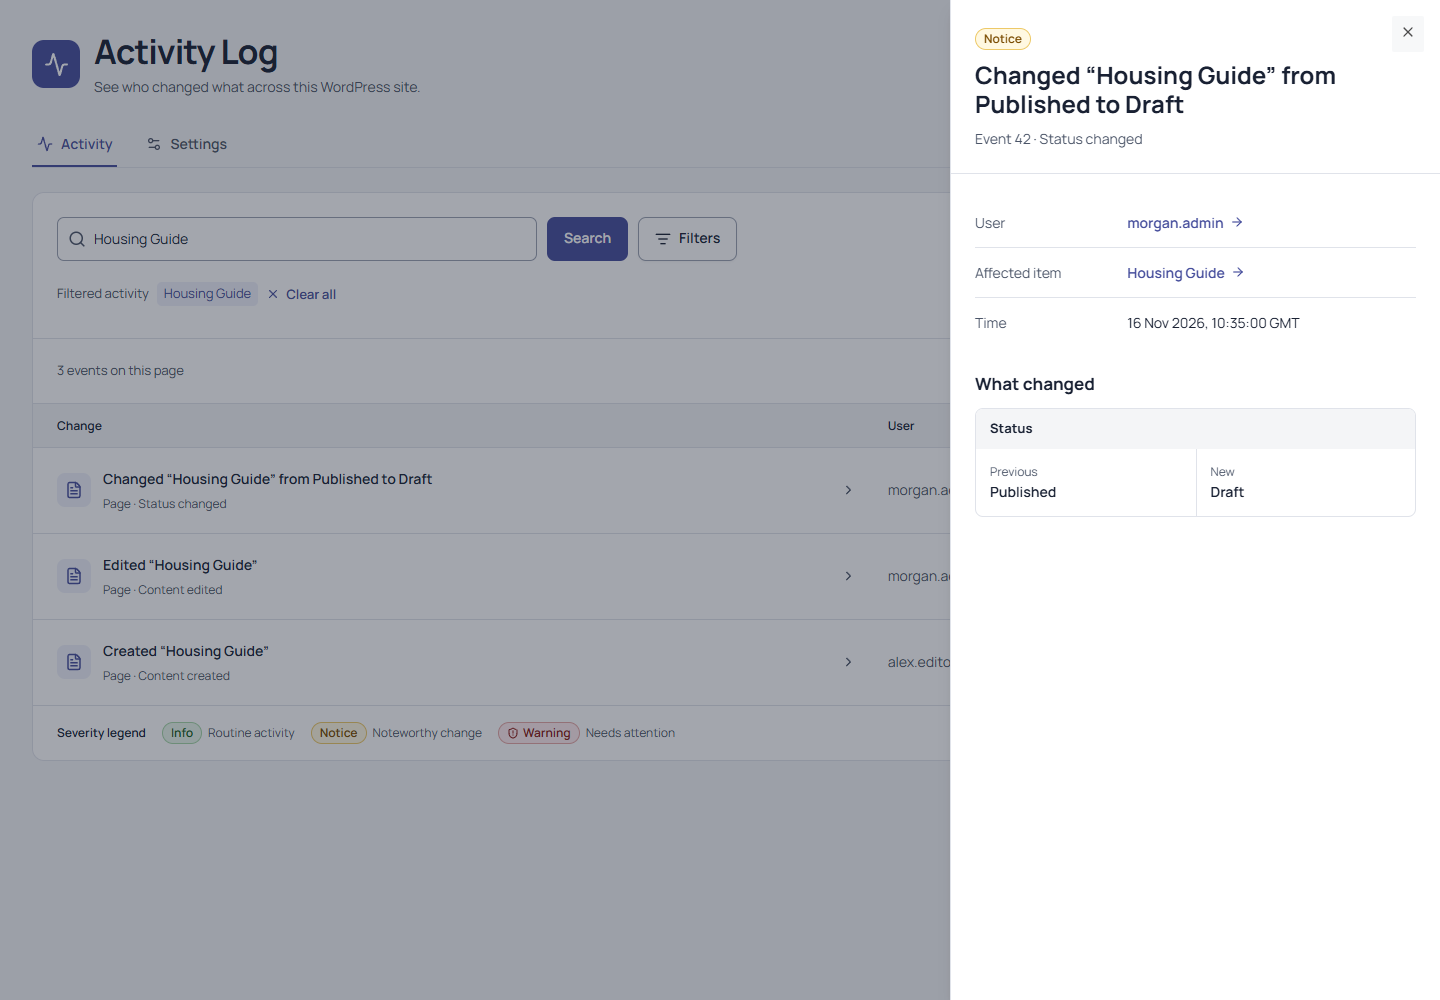 Activity Log
See who changed what across this WordPress site.
Activity
Settings
Housing Guide
Search
Filters
Filtered activity
Housing Guide
Clear all
3 events on this page
Change
User
Changed “Housing Guide” from Published to Draft
Page · Status changed
Edited “Housing Guide”
Page · Content edited
Created “Housing Guide”
Page · Content created
Severity legend
Info
Routine activity
Notice
Noteworthy change
Warning
Needs attention
Notice
Changed “Housing Guide” from
Published to Draft
Event 42 · Status changed
User
morgan.admin
Affected item
Housing Guide
Time
16 Nov 2026, 10:35:00 GMT
What changed
Status
Previous
Published
New
Draft